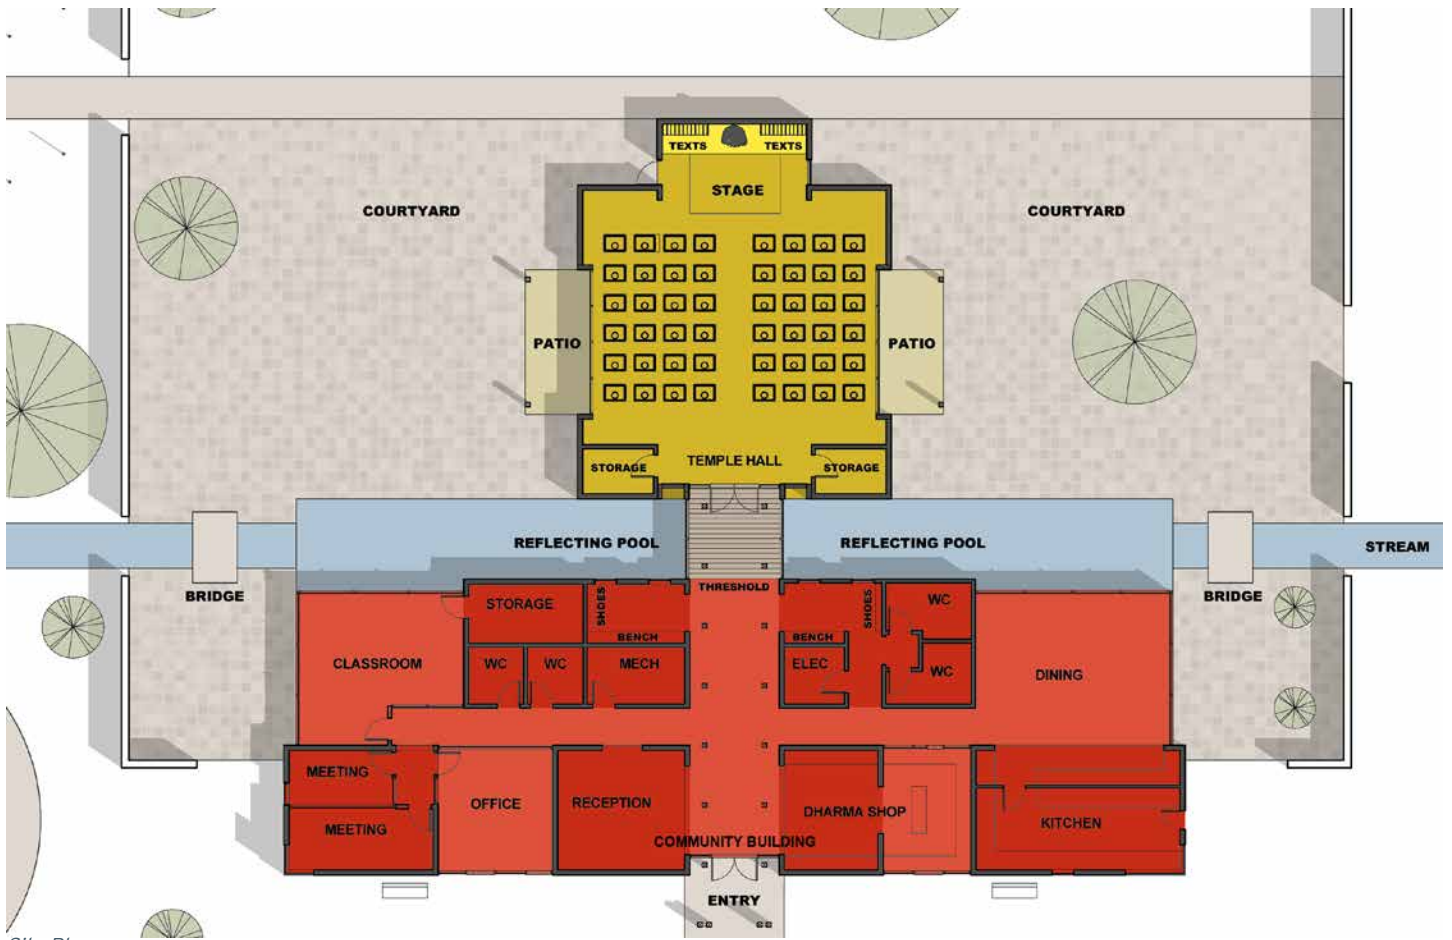 TEXTS
TEXTS
STAGE
COURTYARD
COURTYARD
PATIO
PATIO
TEMPLE HALL
STORAGE
STORAGE
REFLECTING POOL
REFLECTING POOL
STREAM
BRIDGE
THRESHOLD
BRIDGE
STORAGE
SHOES
BENCH
BENCH
SHOES
WC
CLASSROOM
WC
WC
MECH
ELEC
WC
DINING
MEETING
OFFICE
RECEPTION
DHARMA SHOP
KITCHEN
MEETING
COMMUNITY BUILDING
ENTRY